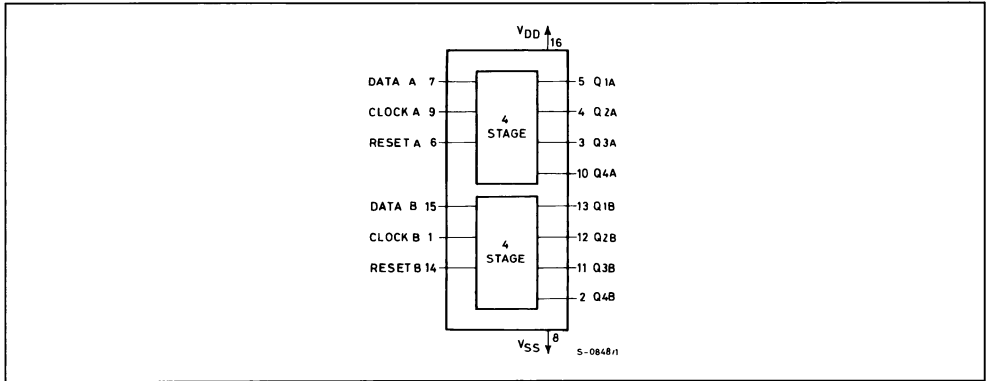 VDD
16
DATA A 7
CLOCK A 9
RESET A 6
4
STAGE
5 Q1A
4 Q2A
3 Q3A
10 Q4A
DATA B 15
CLOCK B 1
RESET B 14
4
STAGE
13 Q1B
12 Q2B
11 Q3B
2 Q4B
VSS
8
S-0848/1